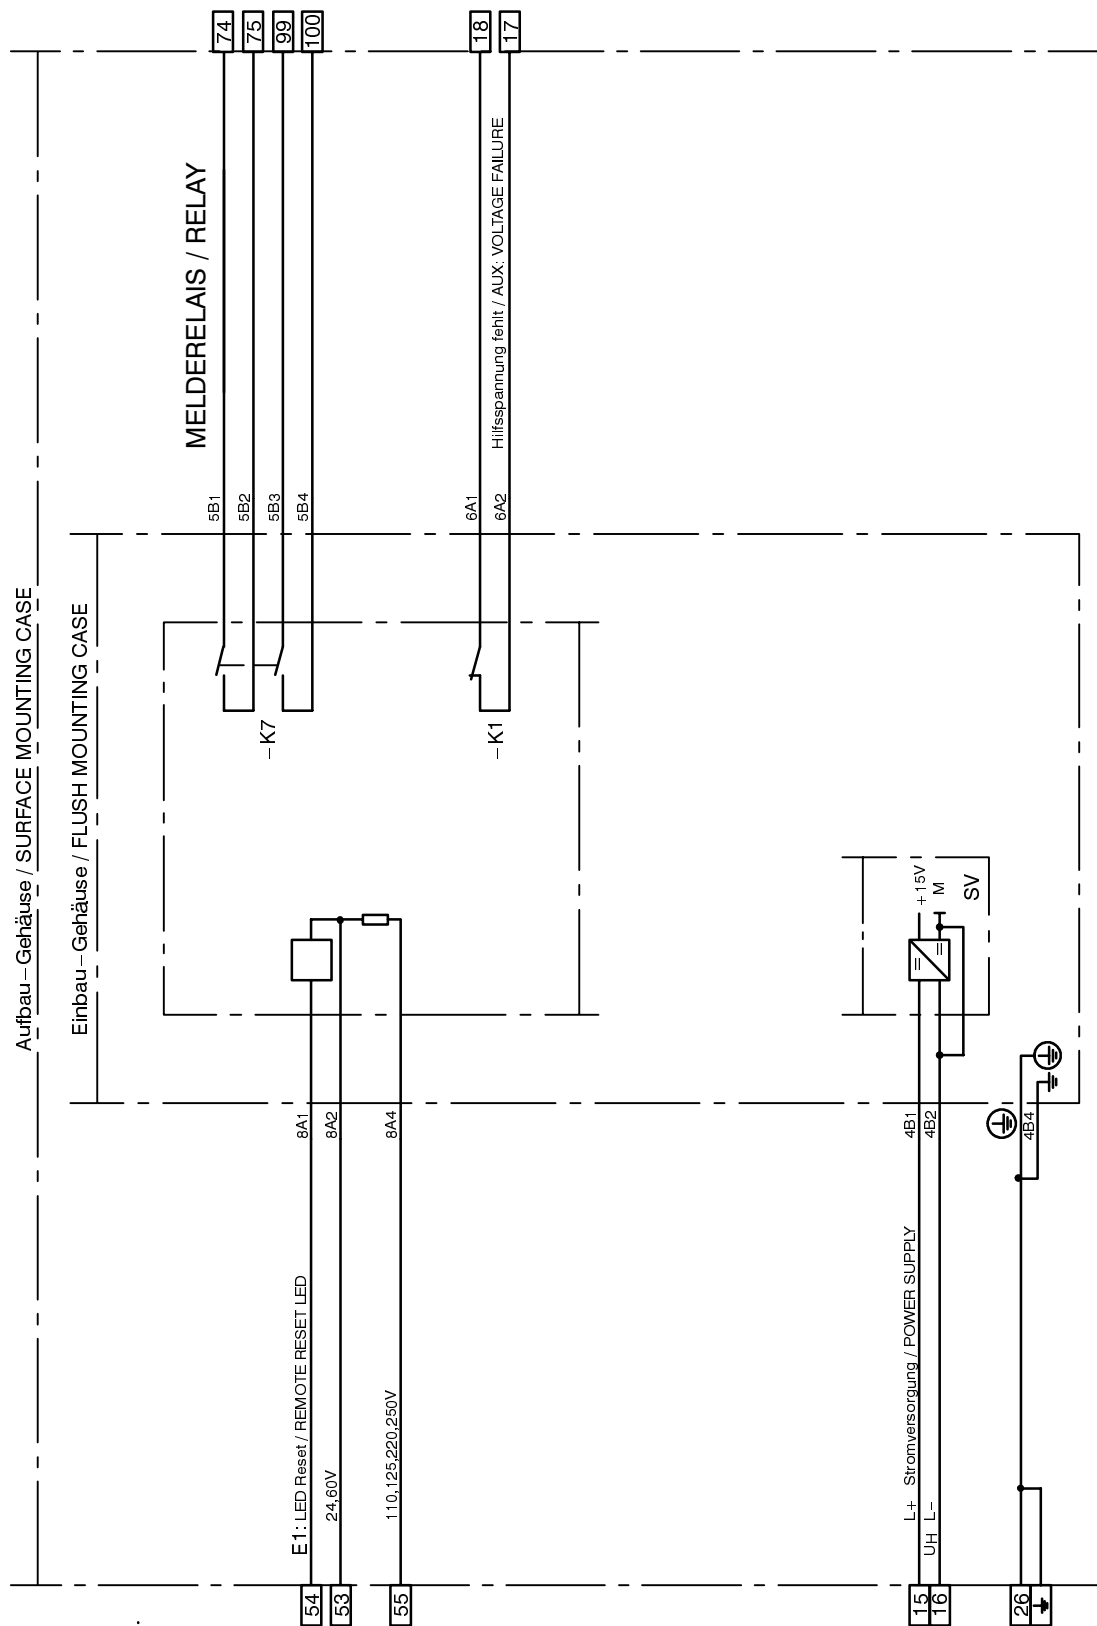 Aufbau-Gehäuse / SURFACE MOUNTING CASE
Einbau-Gehäuse / FLUSH MOUNTING CASE
MELDERELAIS / RELAY
74
75
99
100
18
17
5B1
5B2
5B3
5B4
6A1
6A2
Hilfsspannung fehlt / AUX: VOLTAGE FAILURE
-K7
-K1
+15V
M
SV
=
=
8A1
8A2
8A4
4B1
4B2
4B4
E1: LED Reset / REMOTE RESET LED
24,60V
110,125,220,250V
L+ Stromversorgung / POWER SUPPLY
UH L-
54
53
55
15
16
26